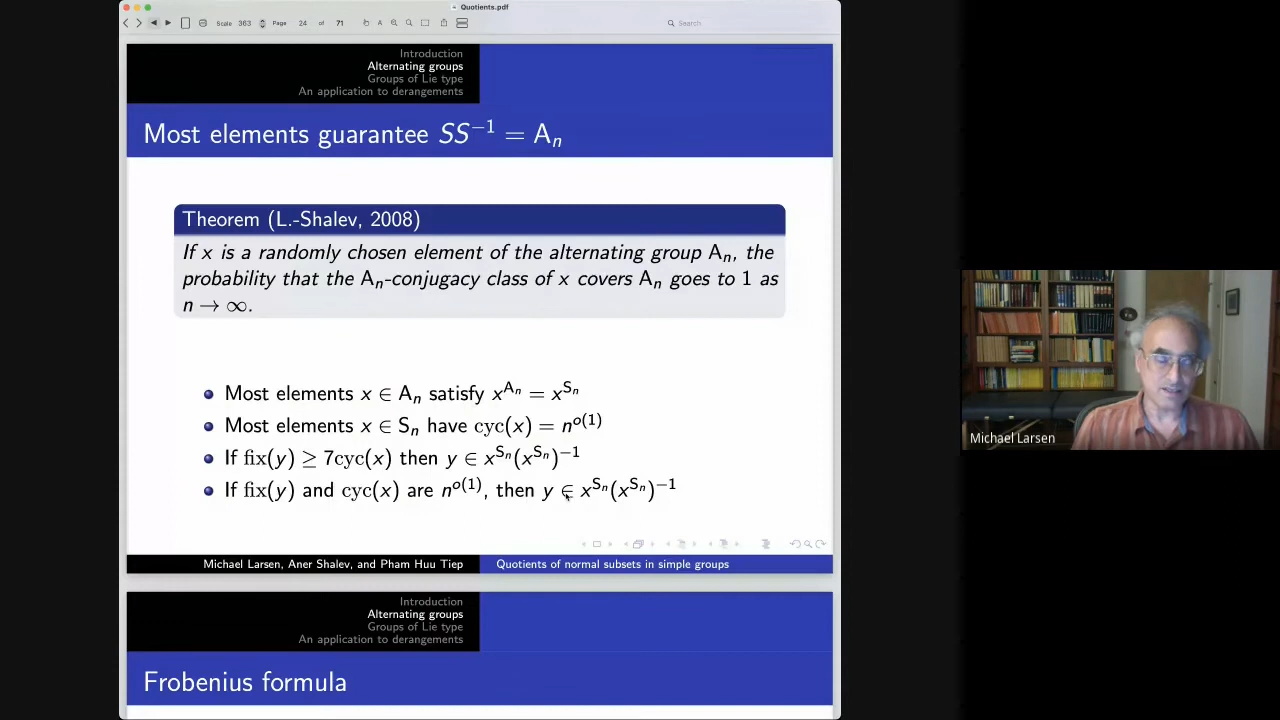 Quotients.pdf
Scale 363 Page 24 of 71 A Search
Introduction
Alternating groups
Groups of Lie type
An application to derangements
Most elements guarantee SS⁻¹ = Aₙ
Theorem (L.-Shalev, 2008)
If x is a randomly chosen element of the alternating group Aₙ, the
probability that the Aₙ-conjugacy class of x covers Aₙ goes to 1 as
n → ∞.
Most elements x ∈ Aₙ satisfy x^{Aₙ} = x^{Sₙ}
Most elements x ∈ Sₙ have cyc(x) = n^{o(1)}
If fix(y) ≥ 7cyc(x) then y ∈ x^{Sₙ}(x^{Sₙ})⁻¹
If fix(y) and cyc(x) are n^{o(1)}, then y ∈ x^{Sₙ}(x^{Sₙ})⁻¹
Michael Larsen, Aner Shalev, and Pham Huu Tiep Quotients of normal subsets in simple groups
Introduction
Alternating groups
Groups of Lie type
An application to derangements
Frobenius formula
Michael Larsen